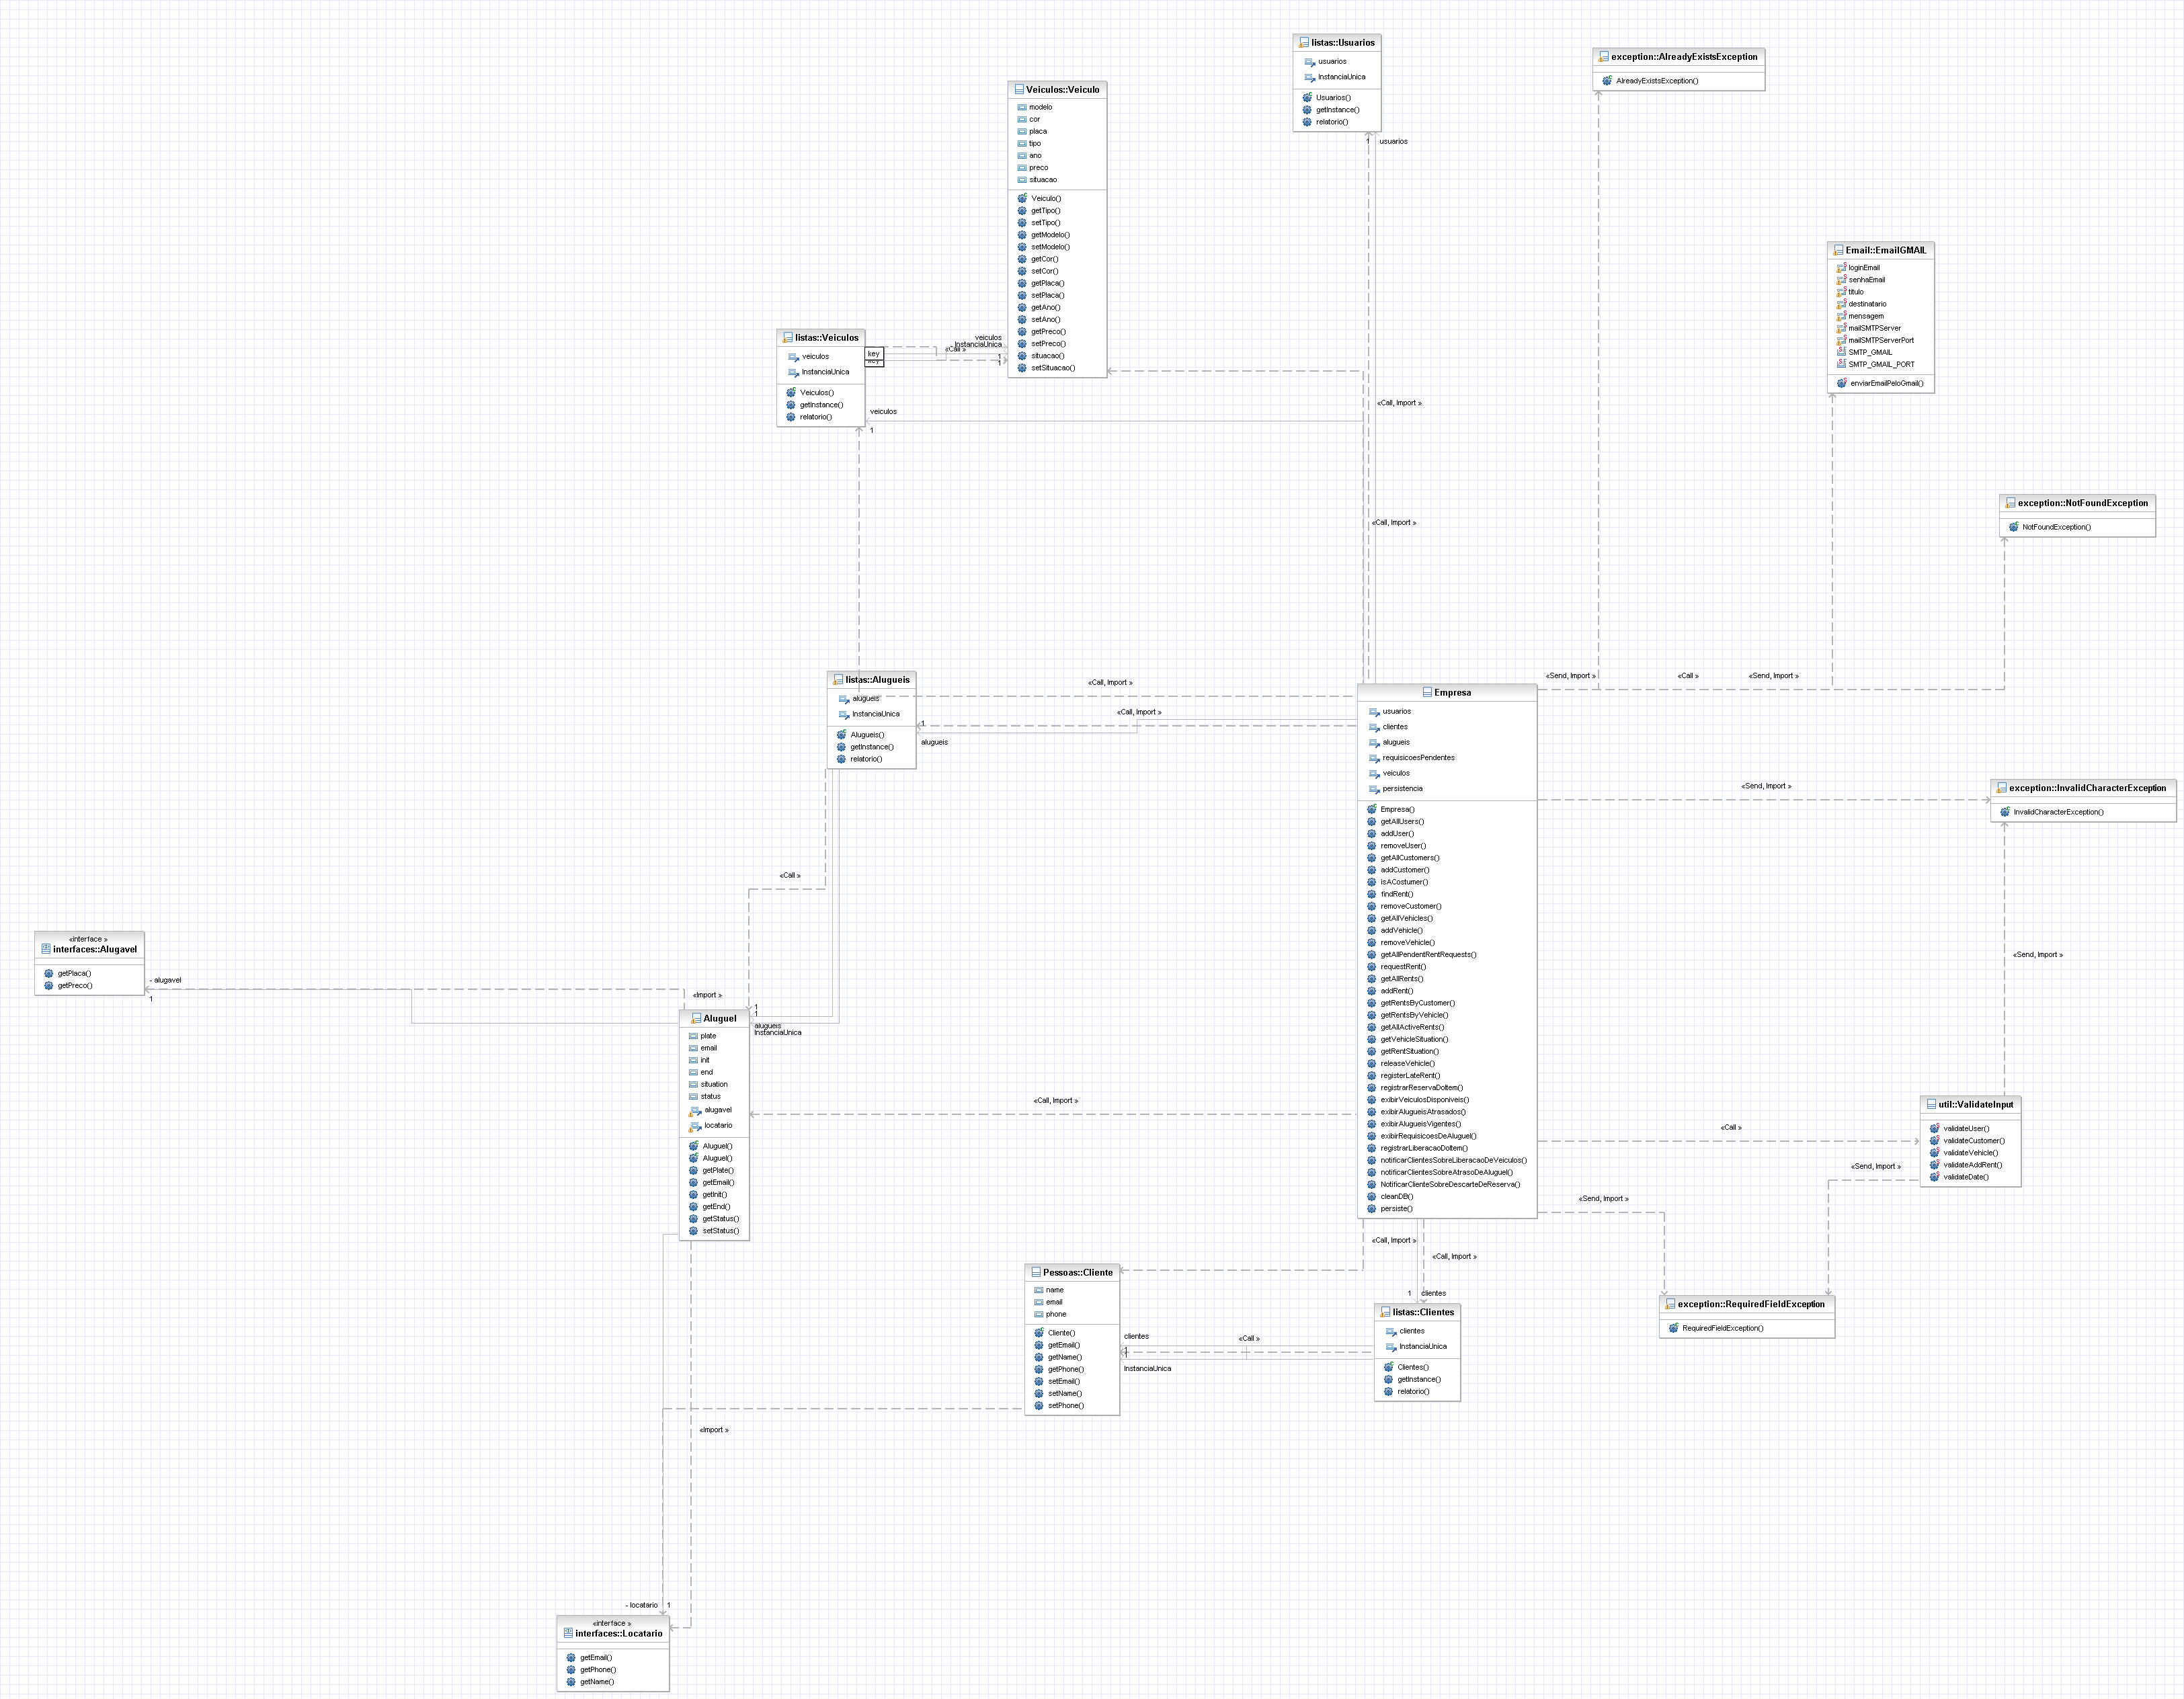 listas::Usuarios
usuarios
InstanciaUnica
Usuarios()
getInstance()
relatorio()
1
usuarios
exception::AlreadyExistsException
AlreadyExistsException()
Veiculos::Veiculo
modelo
cor
placa
tipo
ano
preco
situacao
Veiculo()
getTipo()
setTipo()
getModelo()
setModelo()
getCor()
setCor()
getPlaca()
setPlaca()
getAno()
setAno()
getPreco()
setPreco()
situacao()
setSituacao()
Email::EmailGMAIL
loginEmail
senhaEmail
titulo
destinatario
mensagem
mailSMTPServer
mailSMTPServerPort
SMTP_GMAIL
SMTP_GMAIL_PORT
enviarEmailPeloGmail()
listas::Veiculos
veiculos
InstanciaUnica
Veiculos()
getInstance()
relatorio()
key
key
veiculos
InstanciaUnica
«Call »
1
1
veiculos
1
«Call, Import »
«Call, Import »
exception::NotFoundException
NotFoundException()
listas::Alugueis
alugueis
InstanciaUnica
Alugueis()
getInstance()
relatorio()
«Call, Import »
«Call, Import »
1
alugueis
«Send, Import »
«Call »
«Send, Import »
Empresa
usuarios
clientes
alugueis
requisicoesPendentes
veiculos
persistencia
Empresa()
getAllUsers()
addUser()
removeUser()
getAllCustomers()
addCustomer()
isACostumer()
findRent()
removeCustomer()
getAllVehicles()
addVehicle()
removeVehicle()
getAllPendentRentRequests()
requestRent()
getAllRents()
addRent()
getRentsByCustomer()
getRentsByVehicle()
getAllActiveRents()
getVehicleSituation()
getRentSituation()
releaseVehicle()
registerLateRent()
registrarReservaDoItem()
exibirVeiculosDisponiveis()
exibirAlugueisAtrasados()
exibirAlugueisVigentes()
exibirRequisicoesDeAluguel()
registrarLiberacaoDoItem()
notificarClientesSobreLiberacaoDeVeiculos()
notificarClientesSobreAtrasoDeAluguel()
NotificarClienteSobreDescarteDeReserva()
cleanDB()
persiste()
«Send, Import »
exception::InvalidCharacterException
InvalidCharacterException()
«Call »
«interface »
interfaces::Alugavel
getPlaca()
getPreco()
- alugavel
1
«Import »
1
1
alugueis
InstanciaUnica
Aluguel
plate
email
init
end
situation
status
alugavel
locatario
Aluguel()
Aluguel()
getPlate()
getEmail()
getInit()
getEnd()
getStatus()
setStatus()
«Call, Import »
«Send, Import »
util::ValidateInput
validateUser()
validateCustomer()
validateVehicle()
validateAddRent()
validateDate()
«Call »
«Send, Import »
«Send, Import »
«Call, Import »
«Call, Import »
1
clientes
exception::RequiredFieldException
RequiredFieldException()
Pessoas::Cliente
name
email
phone
Cliente()
getEmail()
getName()
getPhone()
setEmail()
setName()
setPhone()
clientes
«Call »
1
1
InstanciaUnica
listas::Clientes
clientes
InstanciaUnica
Clientes()
getInstance()
relatorio()
«Import »
- locatario
1
«interface »
interfaces::Locatario
getEmail()
getPhone()
getName()